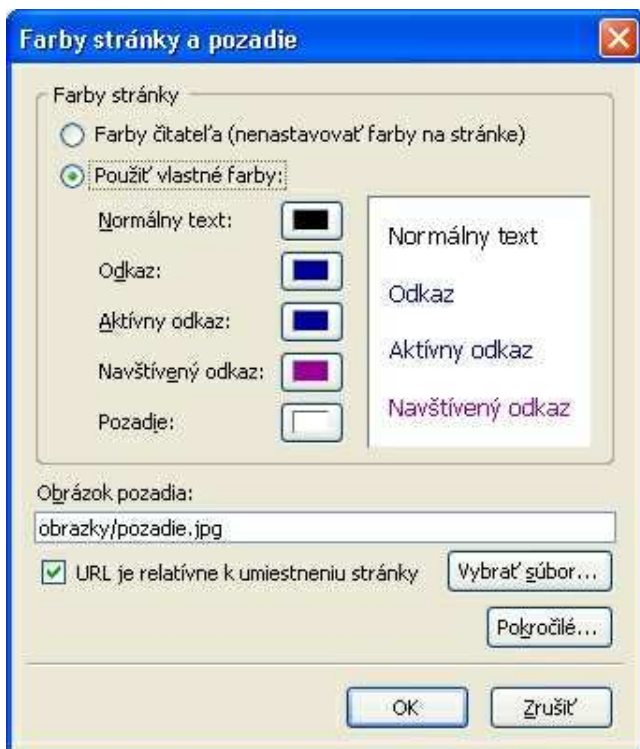 Farby stránky a pozadie
Farby stránky
Farby čitateľa (nenastavovať farby na stránke)
Použiť vlastné farby:
Normálny text:
Odkaz:
Aktívny odkaz:
Navštívený odkaz:
Pozadie:
Normálny text
Odkaz
Aktívny odkaz
Navštívený odkaz
Obrázok pozadia:
obrazky/pozadie.jpg
URL je relatívne k umiestneniu stránky
Vybrať súbor...
Pokročilé...
OK
Zrušiť